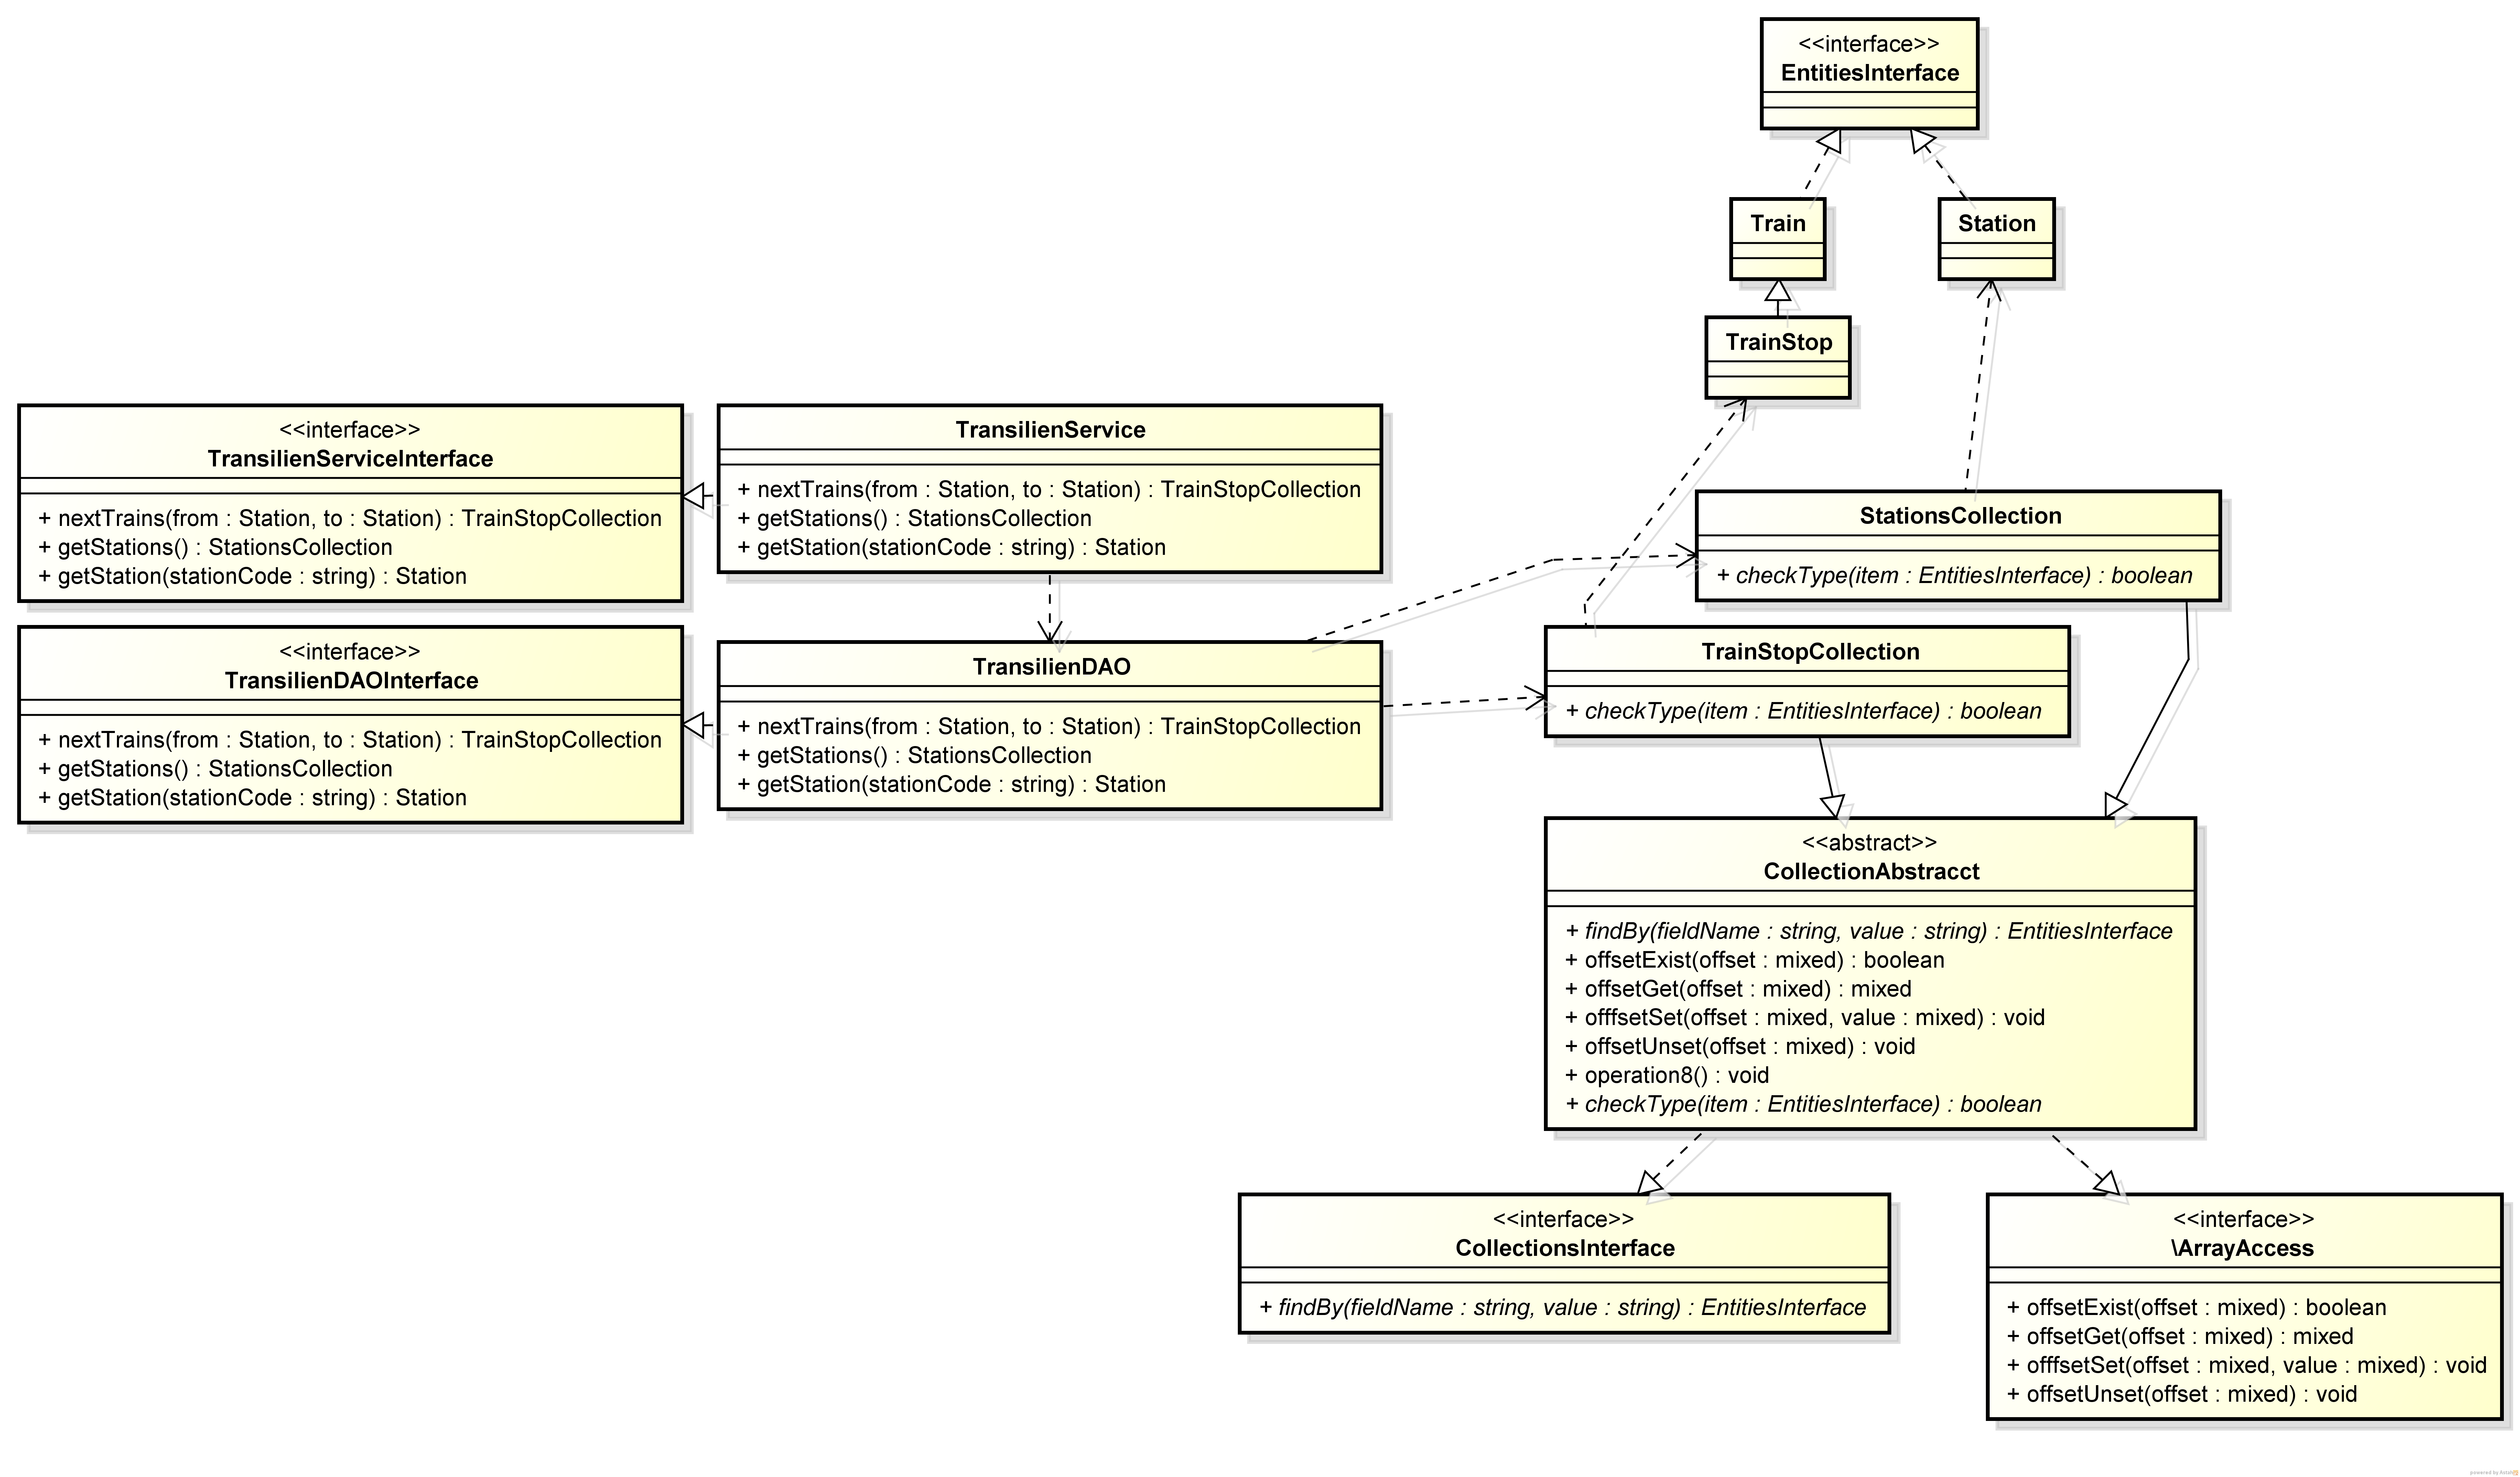 <<interface>>
EntitiesInterface
Train
Station
TrainStop
<<interface>>
TransilienServiceInterface
+ nextTrains(from : Station, to : Station) : TrainStopCollection
+ getStations() : StationsCollection
+ getStation(stationCode : string) : Station
TransilienService
+ nextTrains(from : Station, to : Station) : TrainStopCollection
+ getStations() : StationsCollection
+ getStation(stationCode : string) : Station
StationsCollection
+ checkType(item : EntitiesInterface) : boolean
<<interface>>
TransilienDAOInterface
+ nextTrains(from : Station, to : Station) : TrainStopCollection
+ getStations() : StationsCollection
+ getStation(stationCode : string) : Station
TransilienDAO
+ nextTrains(from : Station, to : Station) : TrainStopCollection
+ getStations() : StationsCollection
+ getStation(stationCode : string) : Station
TrainStopCollection
+ checkType(item : EntitiesInterface) : boolean
<<abstract>>
CollectionAbstracct
+ findBy(fieldName : string, value : string) : EntitiesInterface
+ offsetExist(offset : mixed) : boolean
+ offsetGet(offset : mixed) : mixed
+ offfsetSet(offset : mixed, value : mixed) : void
+ offsetUnset(offset : mixed) : void
+ operation8() : void
+ checkType(item : EntitiesInterface) : boolean
<<interface>>
CollectionsInterface
+ findBy(fieldName : string, value : string) : EntitiesInterface
<<interface>>
\ArrayAccess
+ offsetExist(offset : mixed) : boolean
+ offsetGet(offset : mixed) : mixed
+ offfsetSet(offset : mixed, value : mixed) : void
+ offsetUnset(offset : mixed) : void
powered by Astah